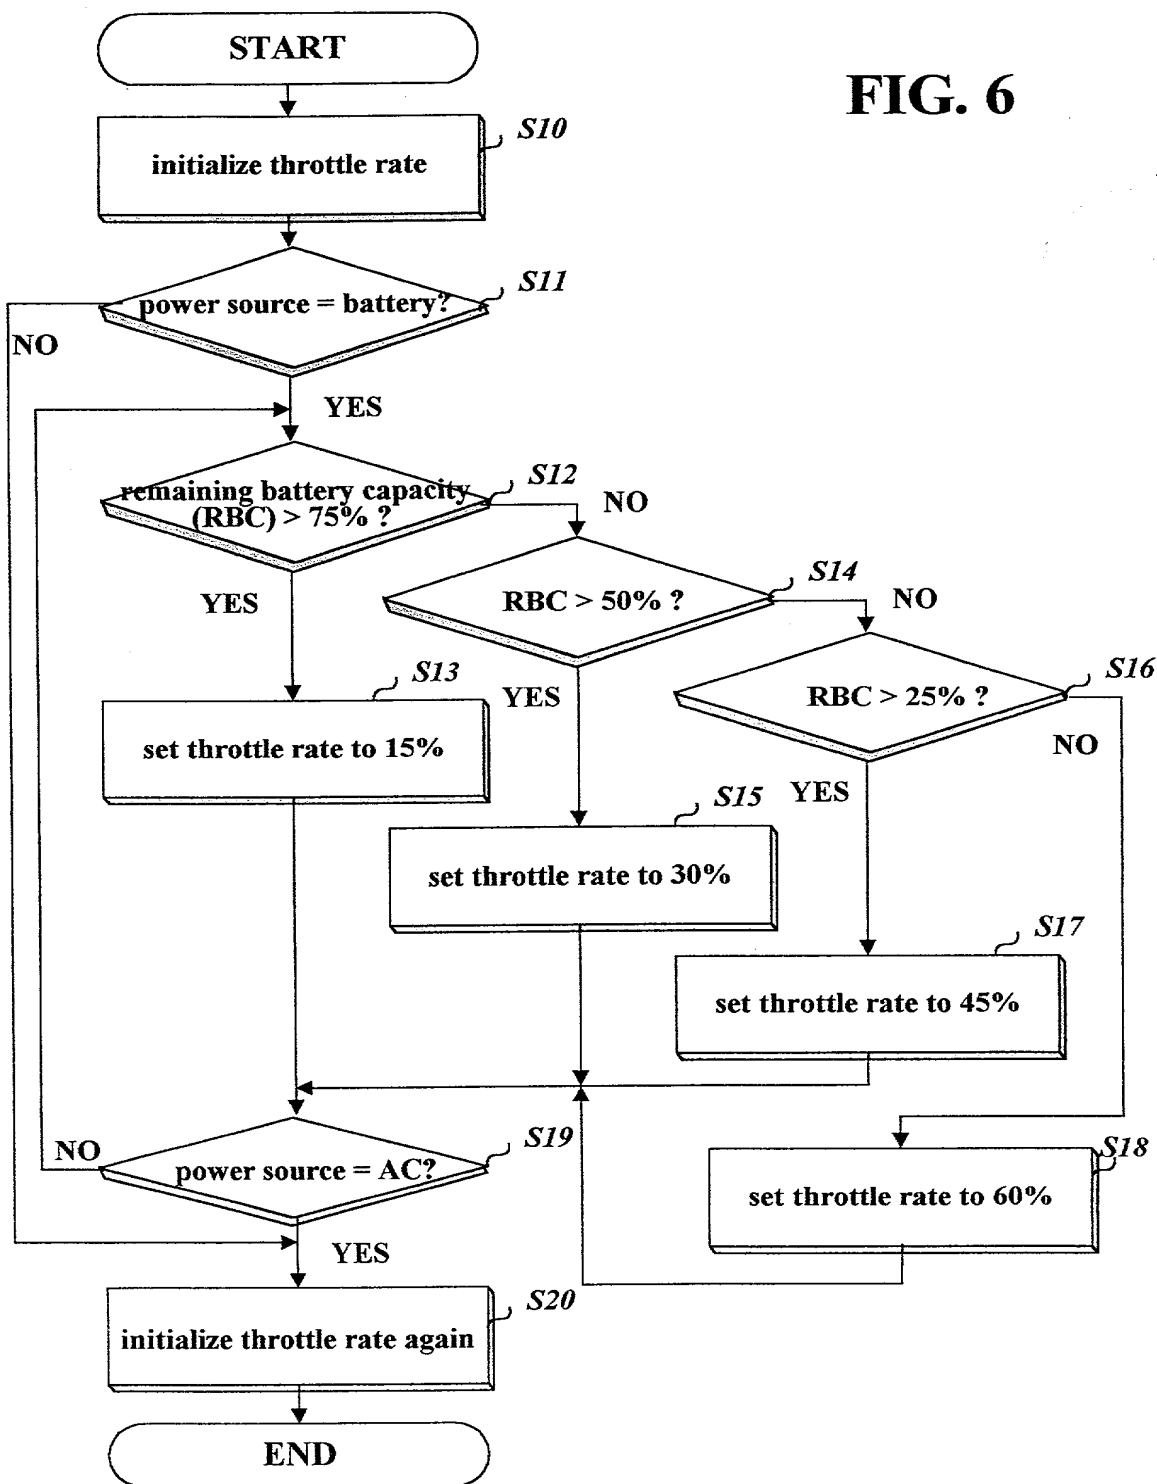 START
FIG. 6
S10
initialize throttle rate
S11
power source = battery?
NO
YES
S12
remaining battery capacity
(RBC) > 75% ?
NO
S14
YES
RBC > 50% ?
NO
S16
S13
YES
RBC > 25% ?
set throttle rate to 15%
NO
S15
YES
set throttle rate to 30%
S17
set throttle rate to 45%
NO
S19
S18
power source = AC?
set throttle rate to 60%
YES
S20
initialize throttle rate again
END